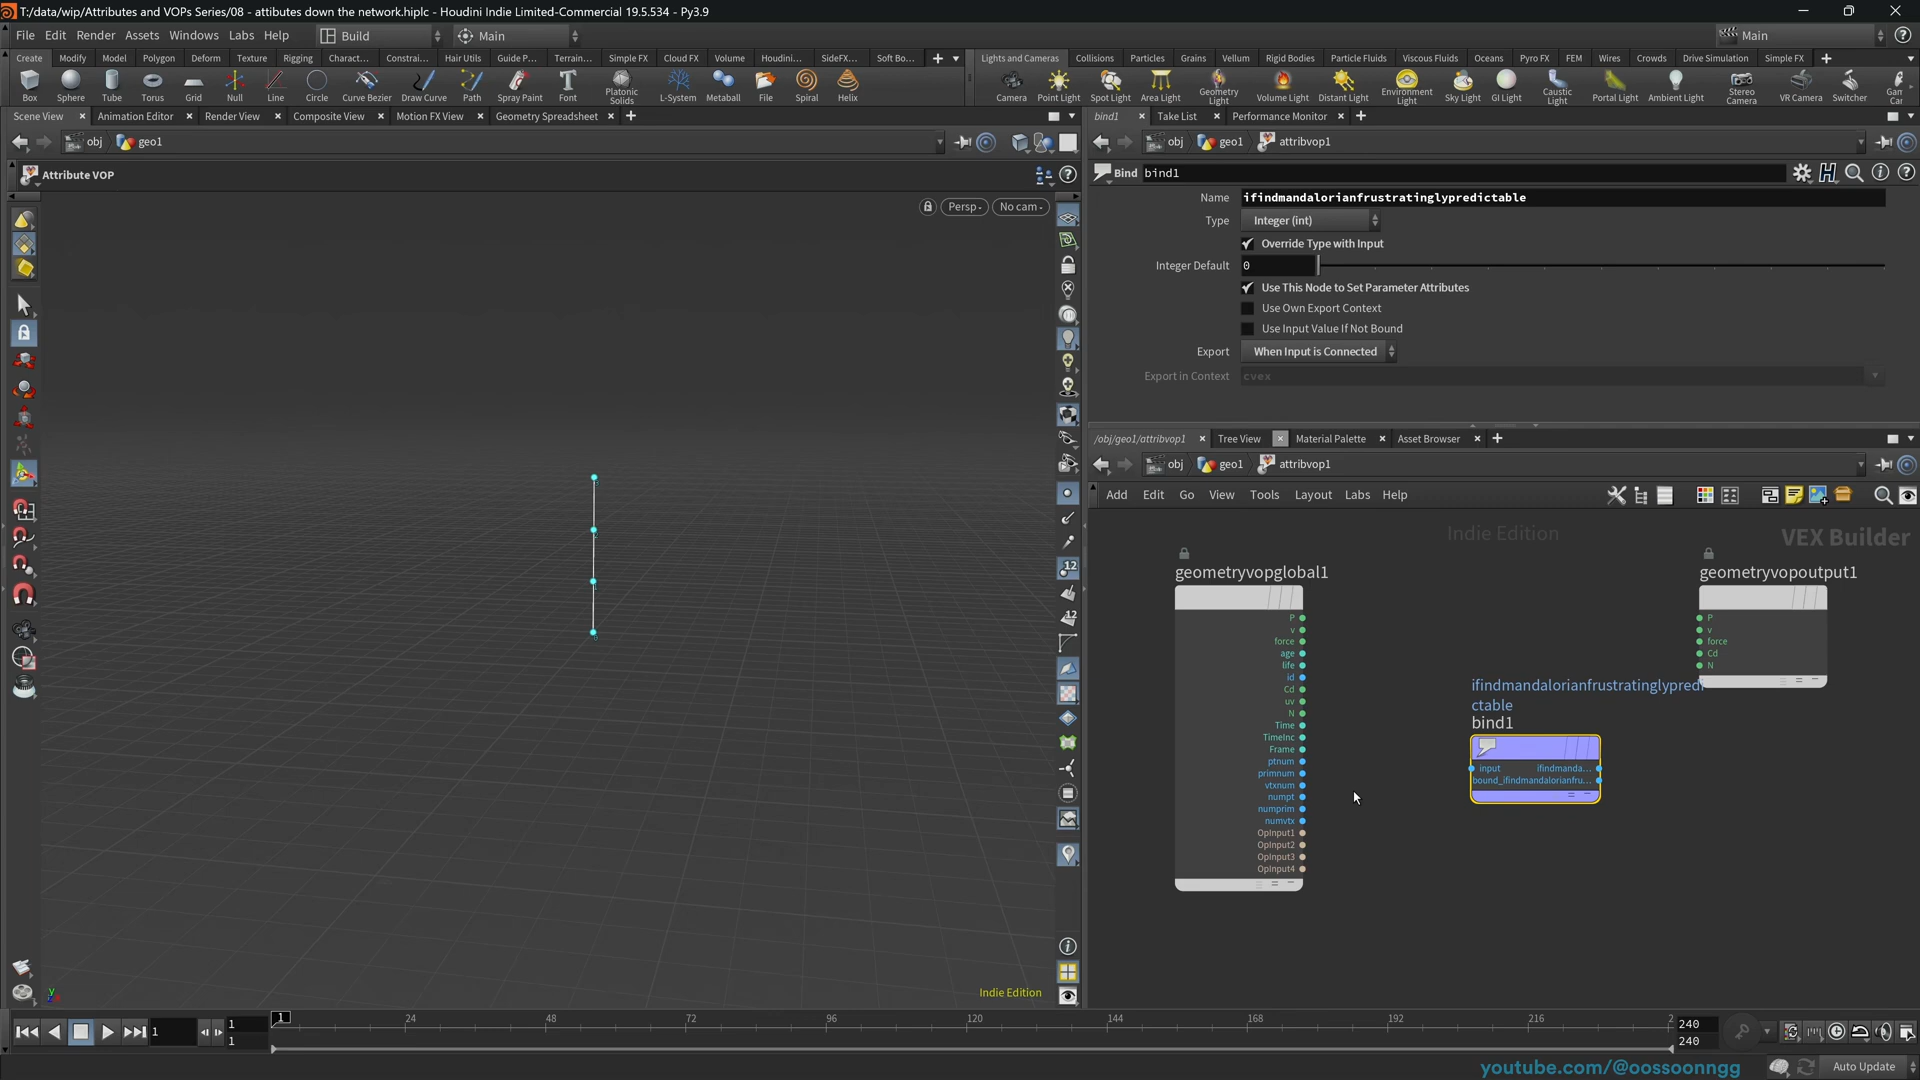 T:/data/wip/Attributes and VOPs Series/08 - attibutes down the network.hiplc - Houdini Indie Limited-Commercial 19.5.534 - Py3.9
File Edit Render Assets Windows Labs Help Build Main Main
Create Modify Model Polygon Deform Texture Rigging Charact... Constrai... Hair Utils Guide P... Terrain... Simple FX Cloud FX Volume Houdini... SideFX... Soft Bo...
Lights and Cameras Collisions Particles Grains Vellum Rigid Bodies Particle Fluids Viscous Fluids Oceans Pyro FX FEM Wires Crowds Drive Simulation Simple FX
Box Sphere Tube Torus Grid Null Line Circle Curve Bezier Draw Curve Path Spray Paint Font Platonic Solids L-System Metaball File Spiral Helix
Camera Point Light Spot Light Area Light Geometry Light Volume Light Distant Light Environment Light Sky Light GI Light Caustic Light Portal Light Ambient Light Stereo Camera VR Camera Switcher
Scene View Animation Editor Render View Composite View Motion FX View Geometry Spreadsheet
bind1 Take List Performance Monitor
obj geo1
obj geo1 attribvop1
Attribute VOP
Bind bind1
Persp No cam
Name ifindmandalorianfrustratinglypredictable
Type Integer (int)
Override Type with Input
Integer Default 0
Use This Node to Set Parameter Attributes
Use Own Export Context
Use Input Value If Not Bound
Export When Input is Connected
Export in Context cvex
/obj/geo1/attribvop1 Tree View Material Palette Asset Browser
obj geo1 attribvop1
Add Edit Go View Tools Layout Labs Help
Indie Edition VEX Builder
geometryvopglobal1
P
v
force
age
life
id
Cd
uv
N
Time
TimeInc
Frame
ptnum
primnum
vtxnum
numpt
numprim
numvtx
OpInput1
OpInput2
OpInput3
OpInput4
geometryvopoutput1
P
v
force
Cd
N
ifindmandalorianfrustratinglypredi
ctable
bind1
input ifindmanda...
bound_ifindmandalorianfru...
12
12
Indie Edition
y
1 1 1 1 24 48 72 96 120 144 168 192 216 2 240 240
youtube.com/@oossoonngg
Auto Update